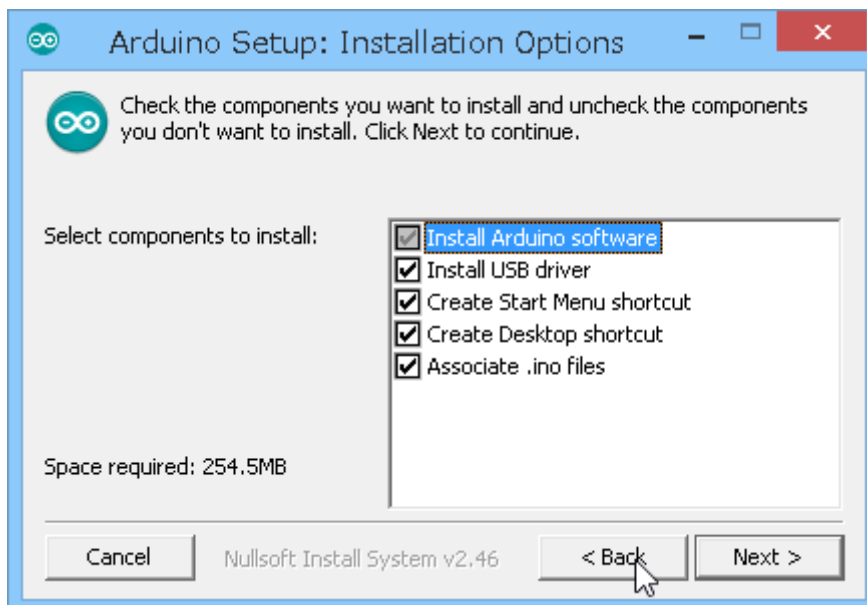 Arduino Setup: Installation Options
Check the components you want to install and uncheck the components
you don't want to install. Click Next to continue.
Select components to install:
Install Arduino software
Install USB driver
Create Start Menu shortcut
Create Desktop shortcut
Associate .ino files
Space required: 254.5MB
Cancel
Nullsoft Install System v2.46
< Back
Next >